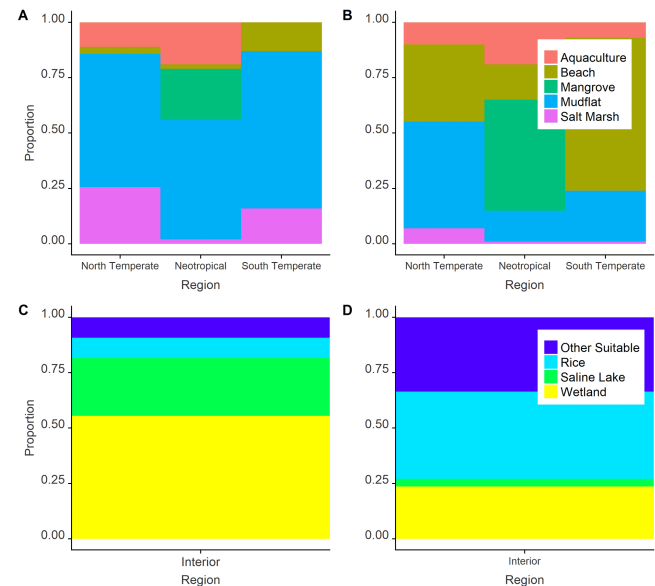 A
B
1.00
0.75
0.50
0.25
0.00
Proportion
North Temperate
Neotropical
South Temperate
Region
1.00
0.75
0.50
0.25
0.00
Aquaculture
Beach
Mangrove
Mudflat
Salt Marsh
North Temperate
Neotropical
South Temperate
Region
C
D
1.00
0.75
0.50
0.25
0.00
Proportion
Interior
Region
1.00
0.75
0.50
0.25
0.00
Other Suitable
Rice
Saline Lake
Wetland
Interior
Region